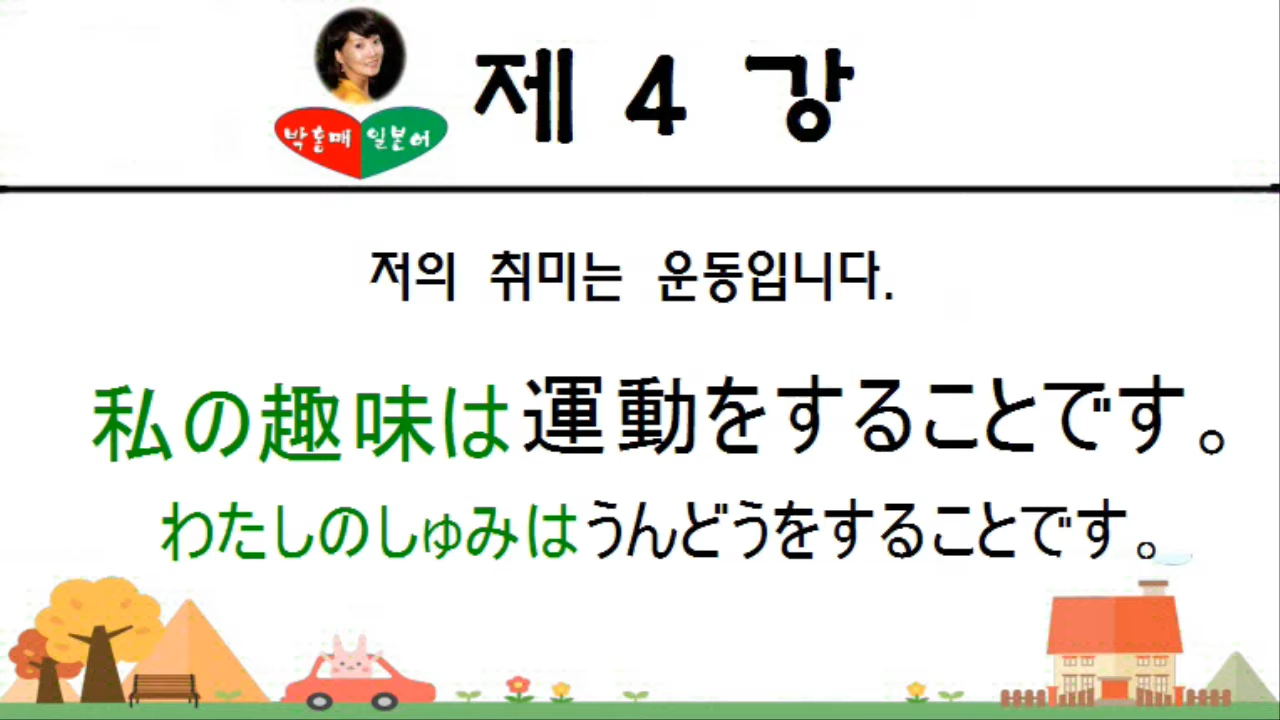 박홍매 일본어
제 4 강
저의 취미는 운동입니다.
私の趣味は運動をすることです。
わたしのしゅみはうんどうをすることです。